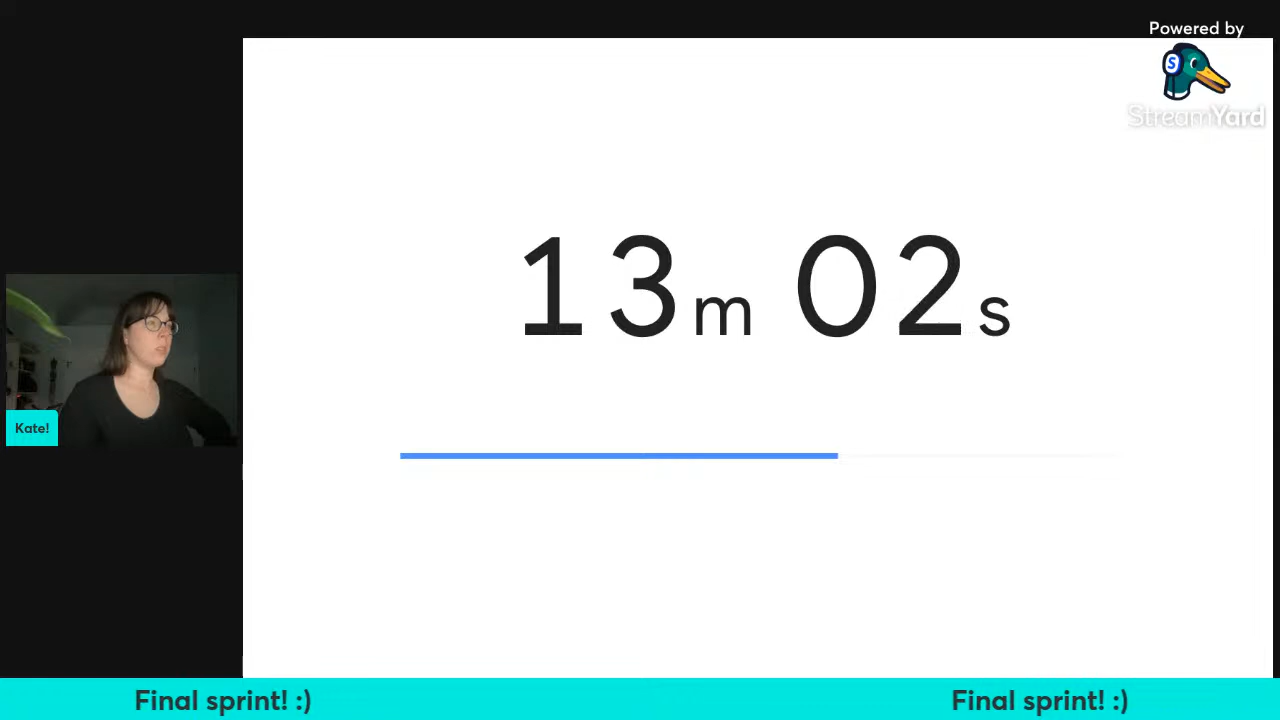 Powered by
S
StreamYard
13m 02s
Kate!
Final sprint! :) Final sprint! :)